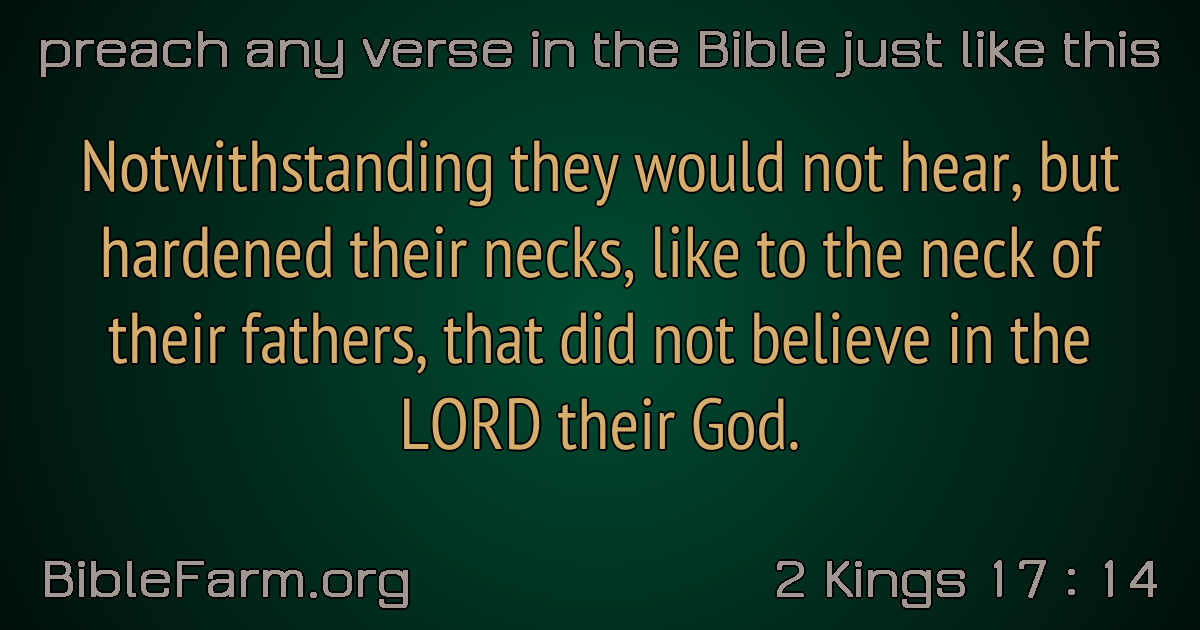 preach any verse in the Bible just like this
Notwithstanding they would not hear, but
hardened their necks, like to the neck of
their fathers, that did not believe in the
LORD their God.
BibleFarm.org
2 Kings 17 : 14